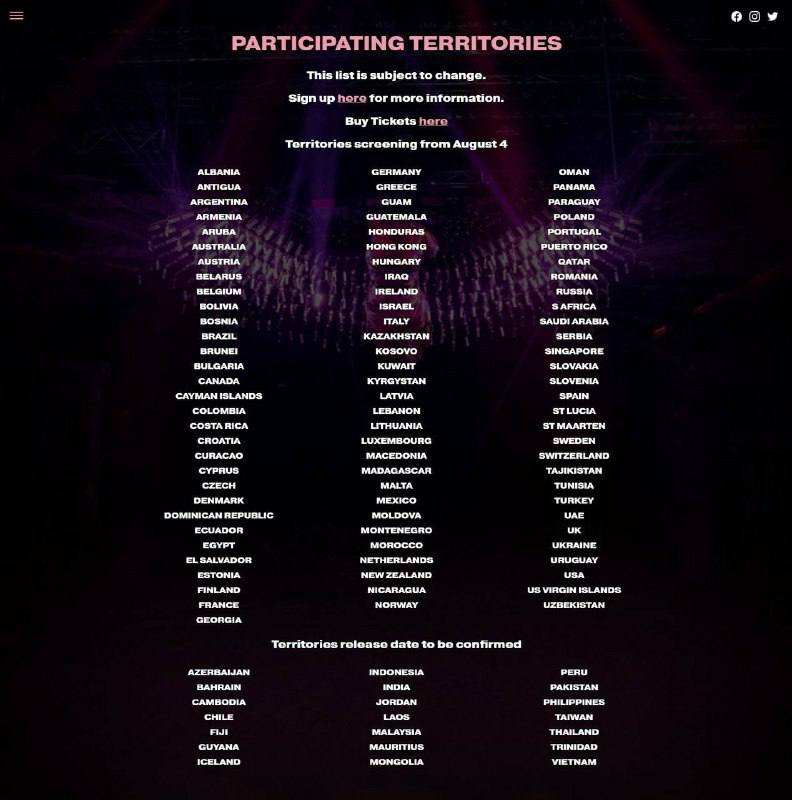 PARTICIPATING TERRITORIES
This list is subject to change.
Sign up here for more information.
Buy Tickets here
Territories screening from August 4
ALBANIA
ANTIGUA
ARGENTINA
ARMENIA
ARUBA
AUSTRALIA
AUSTRIA
BELARUS
BELGIUM
BOLIVIA
BOSNIA
BRAZIL
BRUNEI
BULGARIA
CANADA
CAYMAN ISLANDS
COLOMBIA
COSTA RICA
CROATIA
CURACAO
CYPRUS
CZECH
DENMARK
DOMINICAN REPUBLIC
ECUADOR
EGYPT
EL SALVADOR
ESTONIA
FINLAND
FRANCE
GEORGIA
GERMANY
GREECE
GUAM
GUATEMALA
HONDURAS
HONG KONG
HUNGARY
IRAQ
IRELAND
ISRAEL
ITALY
KAZAKHSTAN
KOSOVO
KUWAIT
KYRGYSTAN
LATVIA
LEBANON
LITHUANIA
LUXEMBOURG
MACEDONIA
MADAGASCAR
MALTA
MEXICO
MOLDOVA
MONTENEGRO
MOROCCO
NETHERLANDS
NEW ZEALAND
NICARAGUA
NORWAY
OMAN
PANAMA
PARAGUAY
POLAND
PORTUGAL
PUERTO RICO
QATAR
ROMANIA
RUSSIA
S AFRICA
SAUDI ARABIA
SERBIA
SINGAPORE
SLOVAKIA
SLOVENIA
SPAIN
ST LUCIA
ST MAARTEN
SWEDEN
SWITZERLAND
TAJIKISTAN
TUNISIA
TURKEY
UAE
UK
UKRAINE
URUGUAY
USA
US VIRGIN ISLANDS
UZBEKISTAN
Territories release date to be confirmed
AZERBAIJAN
BAHRAIN
CAMBODIA
CHILE
FIJI
GUYANA
ICELAND
INDONESIA
INDIA
JORDAN
LAOS
MALAYSIA
MAURITIUS
MONGOLIA
PERU
PAKISTAN
PHILIPPINES
TAIWAN
THAILAND
TRINIDAD
VIETNAM